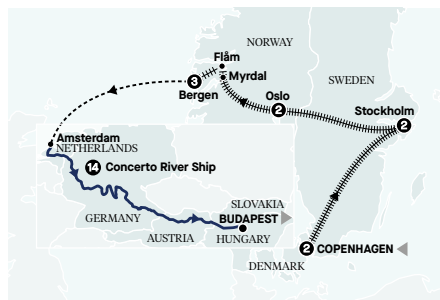 NORWAY
Flåm
Myrdal
SWEDEN
3
Bergen
Oslo
2
Stockholm
2
Amsterdam
NETHERLANDS
14 Concerto River Ship
SLOVAKIA
GERMANY
BUDAPEST
AUSTRIA
HUNGARY
2 COPENHAGEN
DENMARK